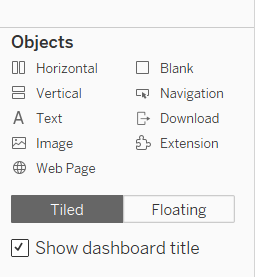 Objects
Horizontal
Blank
Vertical
Navigation
Text
Download
Image
Extension
Web Page
Tiled
Floating
Show dashboard title